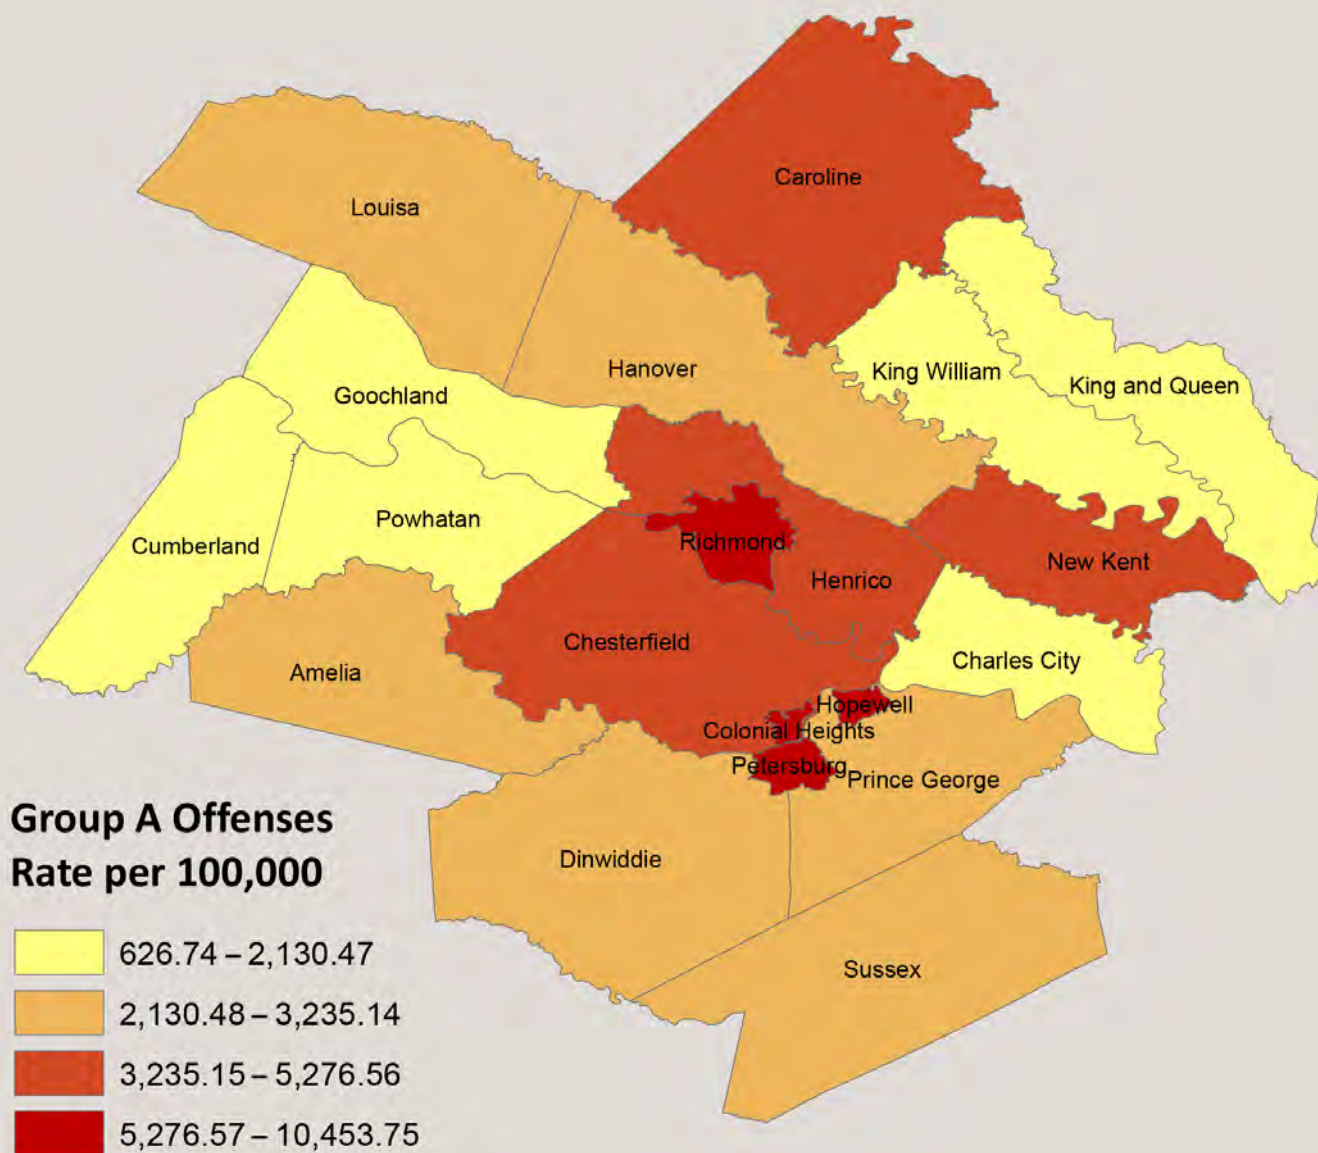 Caroline
Louisa
Hanover
King William
King and Queen
Goochland
Powhatan
Cumberland
Richmond
Henrico
New Kent
Chesterfield
Charles City
Amelia
Hopewell
Colonial Heights
Petersburg
Prince George
Dinwiddie
Sussex
Group A Offenses
Rate per 100,000
626.74 – 2,130.47
2,130.48 – 3,235.14
3,235.15 – 5,276.56
5,276.57 – 10,453.75